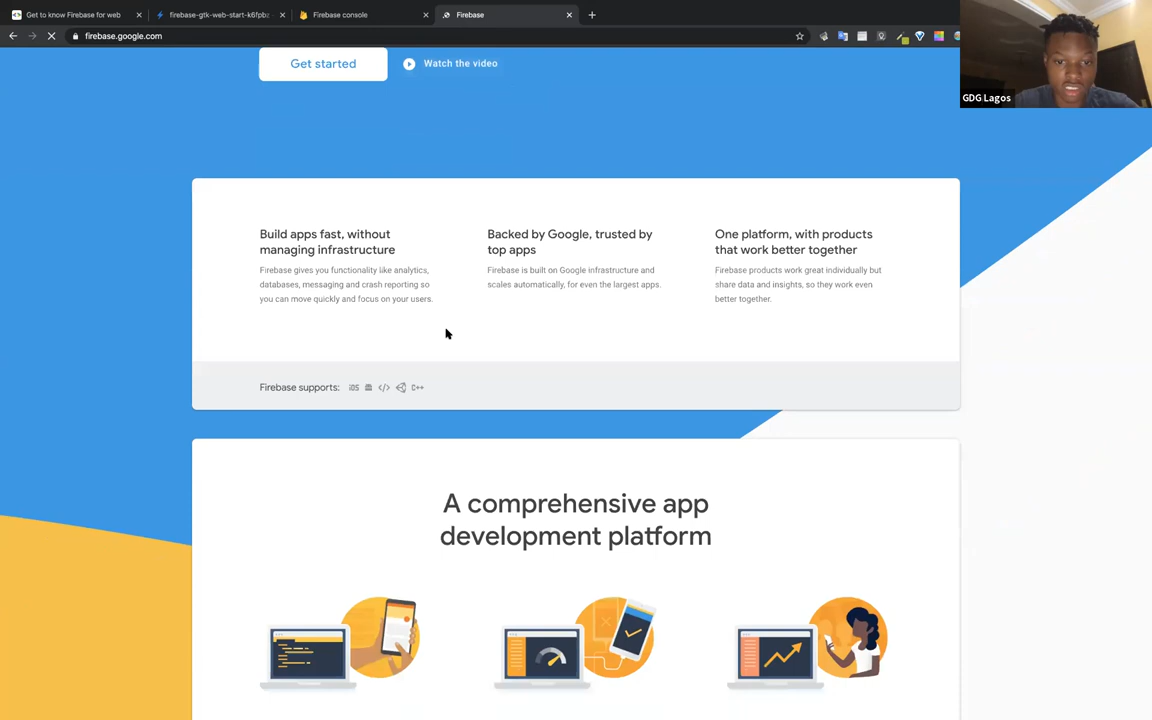 Get to know Firebase for web
firebase-gtk-web-start-k6fpbz
Firebase console
Firebase
firebase.google.com
GDG Lagos
Get started
Watch the video
Build apps fast, without
managing infrastructure
Firebase gives you functionality like analytics,
databases, messaging and crash reporting so
you can move quickly and focus on your users.
Backed by Google, trusted by
top apps
Firebase is built on Google infrastructure and
scales automatically, for even the largest apps.
One platform, with products
that work better together
Firebase products work great individually but
share data and insights, so they work even
better together.
Firebase supports: iOS </> C++
A comprehensive app
development platform